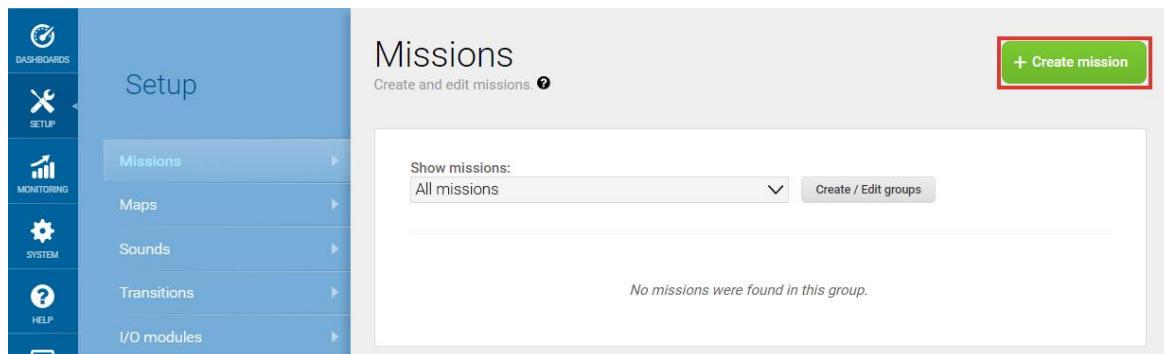 DASHBOARDS
SETUP
MONITORING
SYSTEM
HELP
Setup
Missions
Maps
Sounds
Transitions
I/O modules
Missions
Create and edit missions. ?
+ Create mission
Show missions:
All missions
Create / Edit groups
No missions were found in this group.